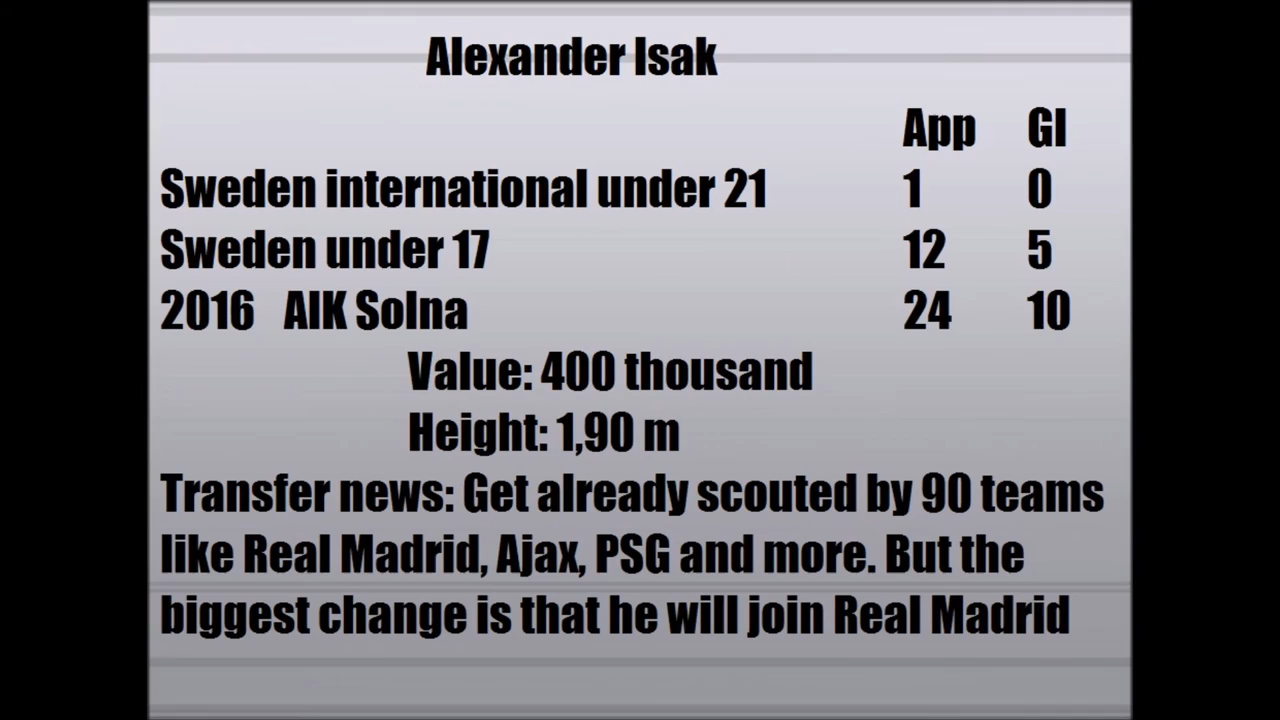 Alexander Isak
App Gl
Sweden international under 21 1 0
Sweden under 17 12 5
2016 AIK Solna 24 10
Value: 400 thousand
Height: 1,90 m
Transfer news: Get already scouted by 90 teams
like Real Madrid, Ajax, PSG and more. But the
biggest change is that he will join Real Madrid